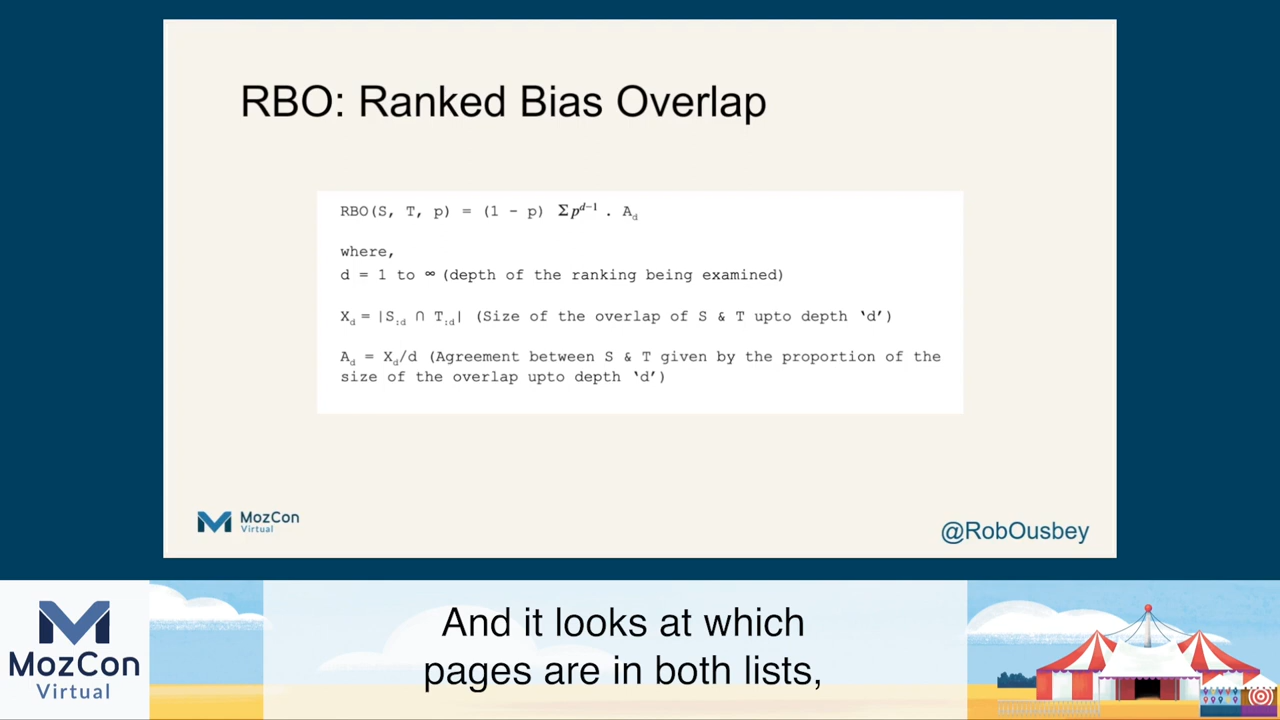 RBO: Ranked Bias Overlap
RBO(S, T, p) = (1 - p) Σp^{d-1} . A_d
where,
d = 1 to ∞ (depth of the ranking being examined)
X_d = |S_{:d} ∩ T_{:d}| (Size of the overlap of S & T upto depth ‘d’)
A_d = X_d/d (Agreement between S & T given by the proportion of the
size of the overlap upto depth ‘d’)
MozCon
Virtual
@RobOusbey
MozCon
Virtual
And it looks at which
pages are in both lists,